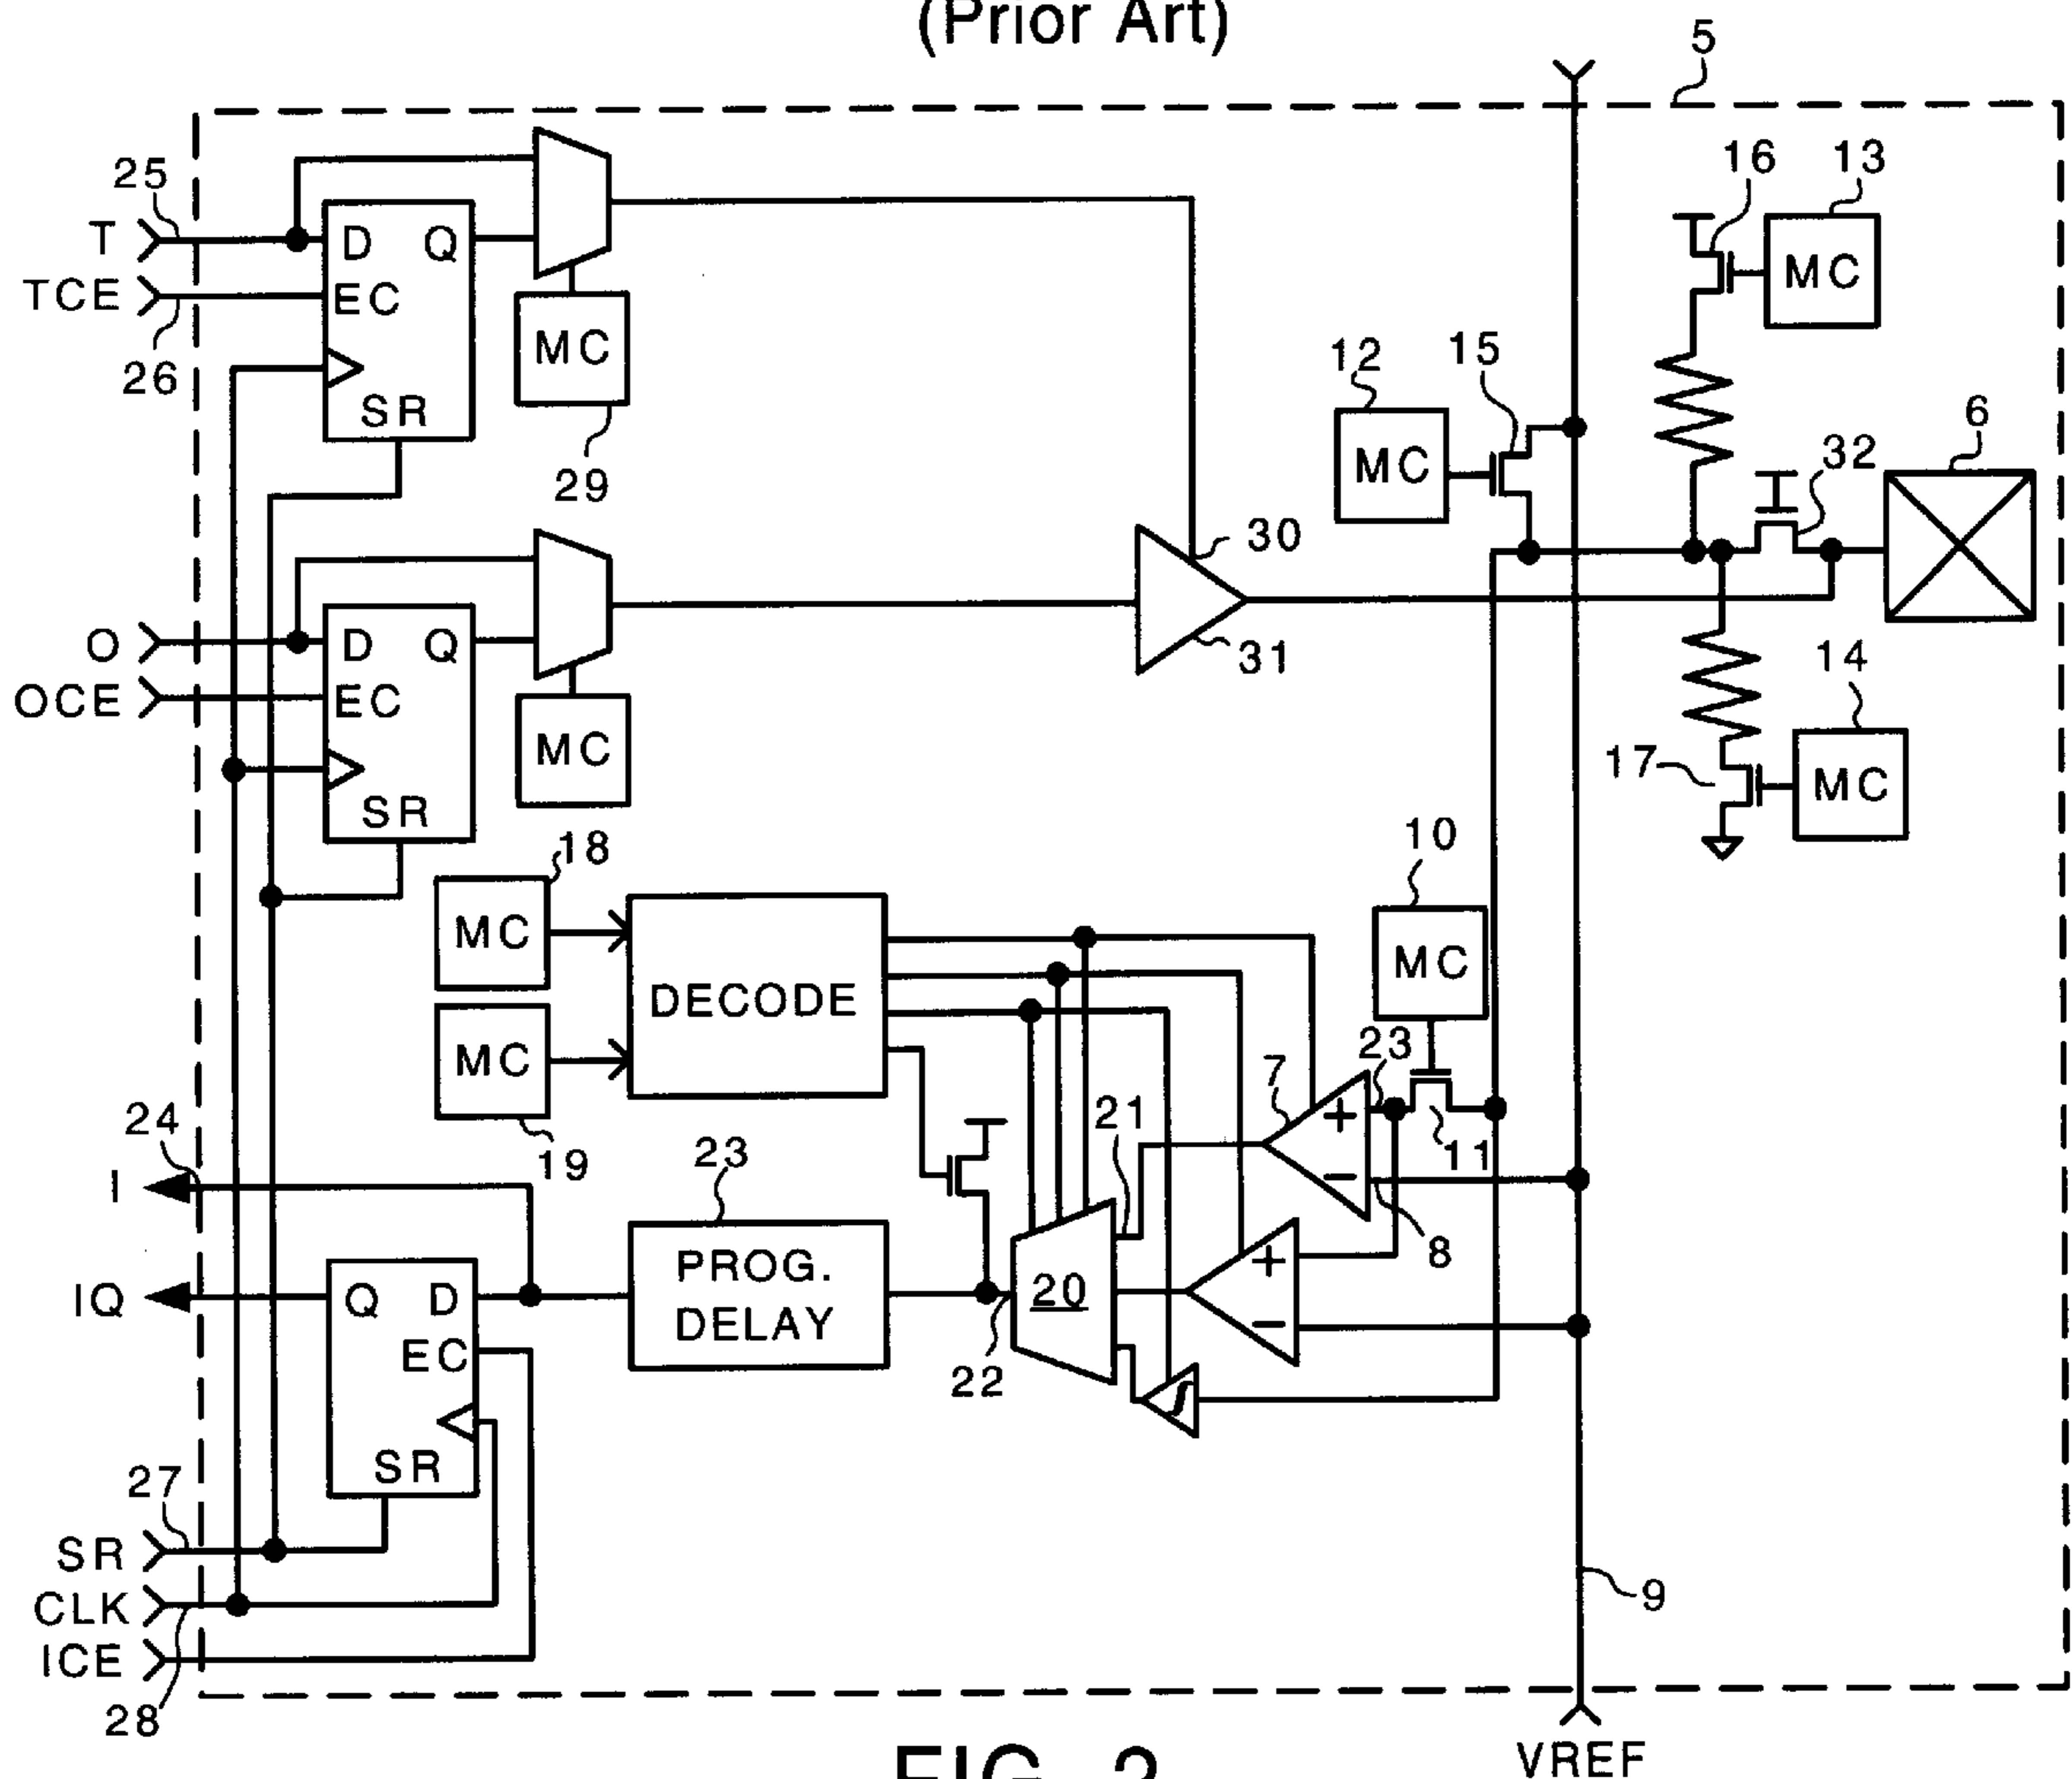 (Prior Art)
5
16
13
25
T
D
Q
MC
TCE
EC
MC
26
SR
12
15
6
29
MC
32
30
O
D
Q
31
14
OCE
EC
MC
17
MC
SR
18
10
MC
MC
DECODE
23
MC
7
+
21
24
19
23
−
11
I
8
PROG.
DELAY
+
IQ
Q
D
20
−
EC
22
SR
27
SR
9
CLK
ICE
28
VREF
FIG. 2